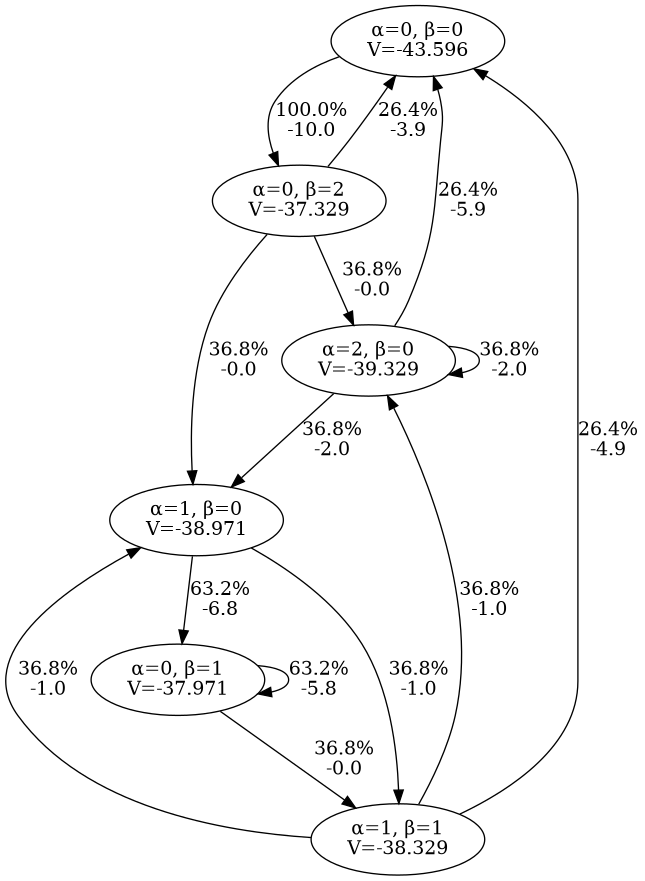 α=0, β=0
V=-43.596
100.0%
-10.0
26.4%
-3.9
α=0, β=2
V=-37.329
26.4%
-5.9
36.8%
-0.0
36.8%
-0.0
α=2, β=0
V=-39.329
36.8%
-2.0
36.8%
-2.0
26.4%
-4.9
α=1, β=0
V=-38.971
63.2%
-6.8
36.8%
-1.0
36.8%
-1.0
α=0, β=1
V=-37.971
63.2%
-5.8
36.8%
-1.0
36.8%
-0.0
α=1, β=1
V=-38.329